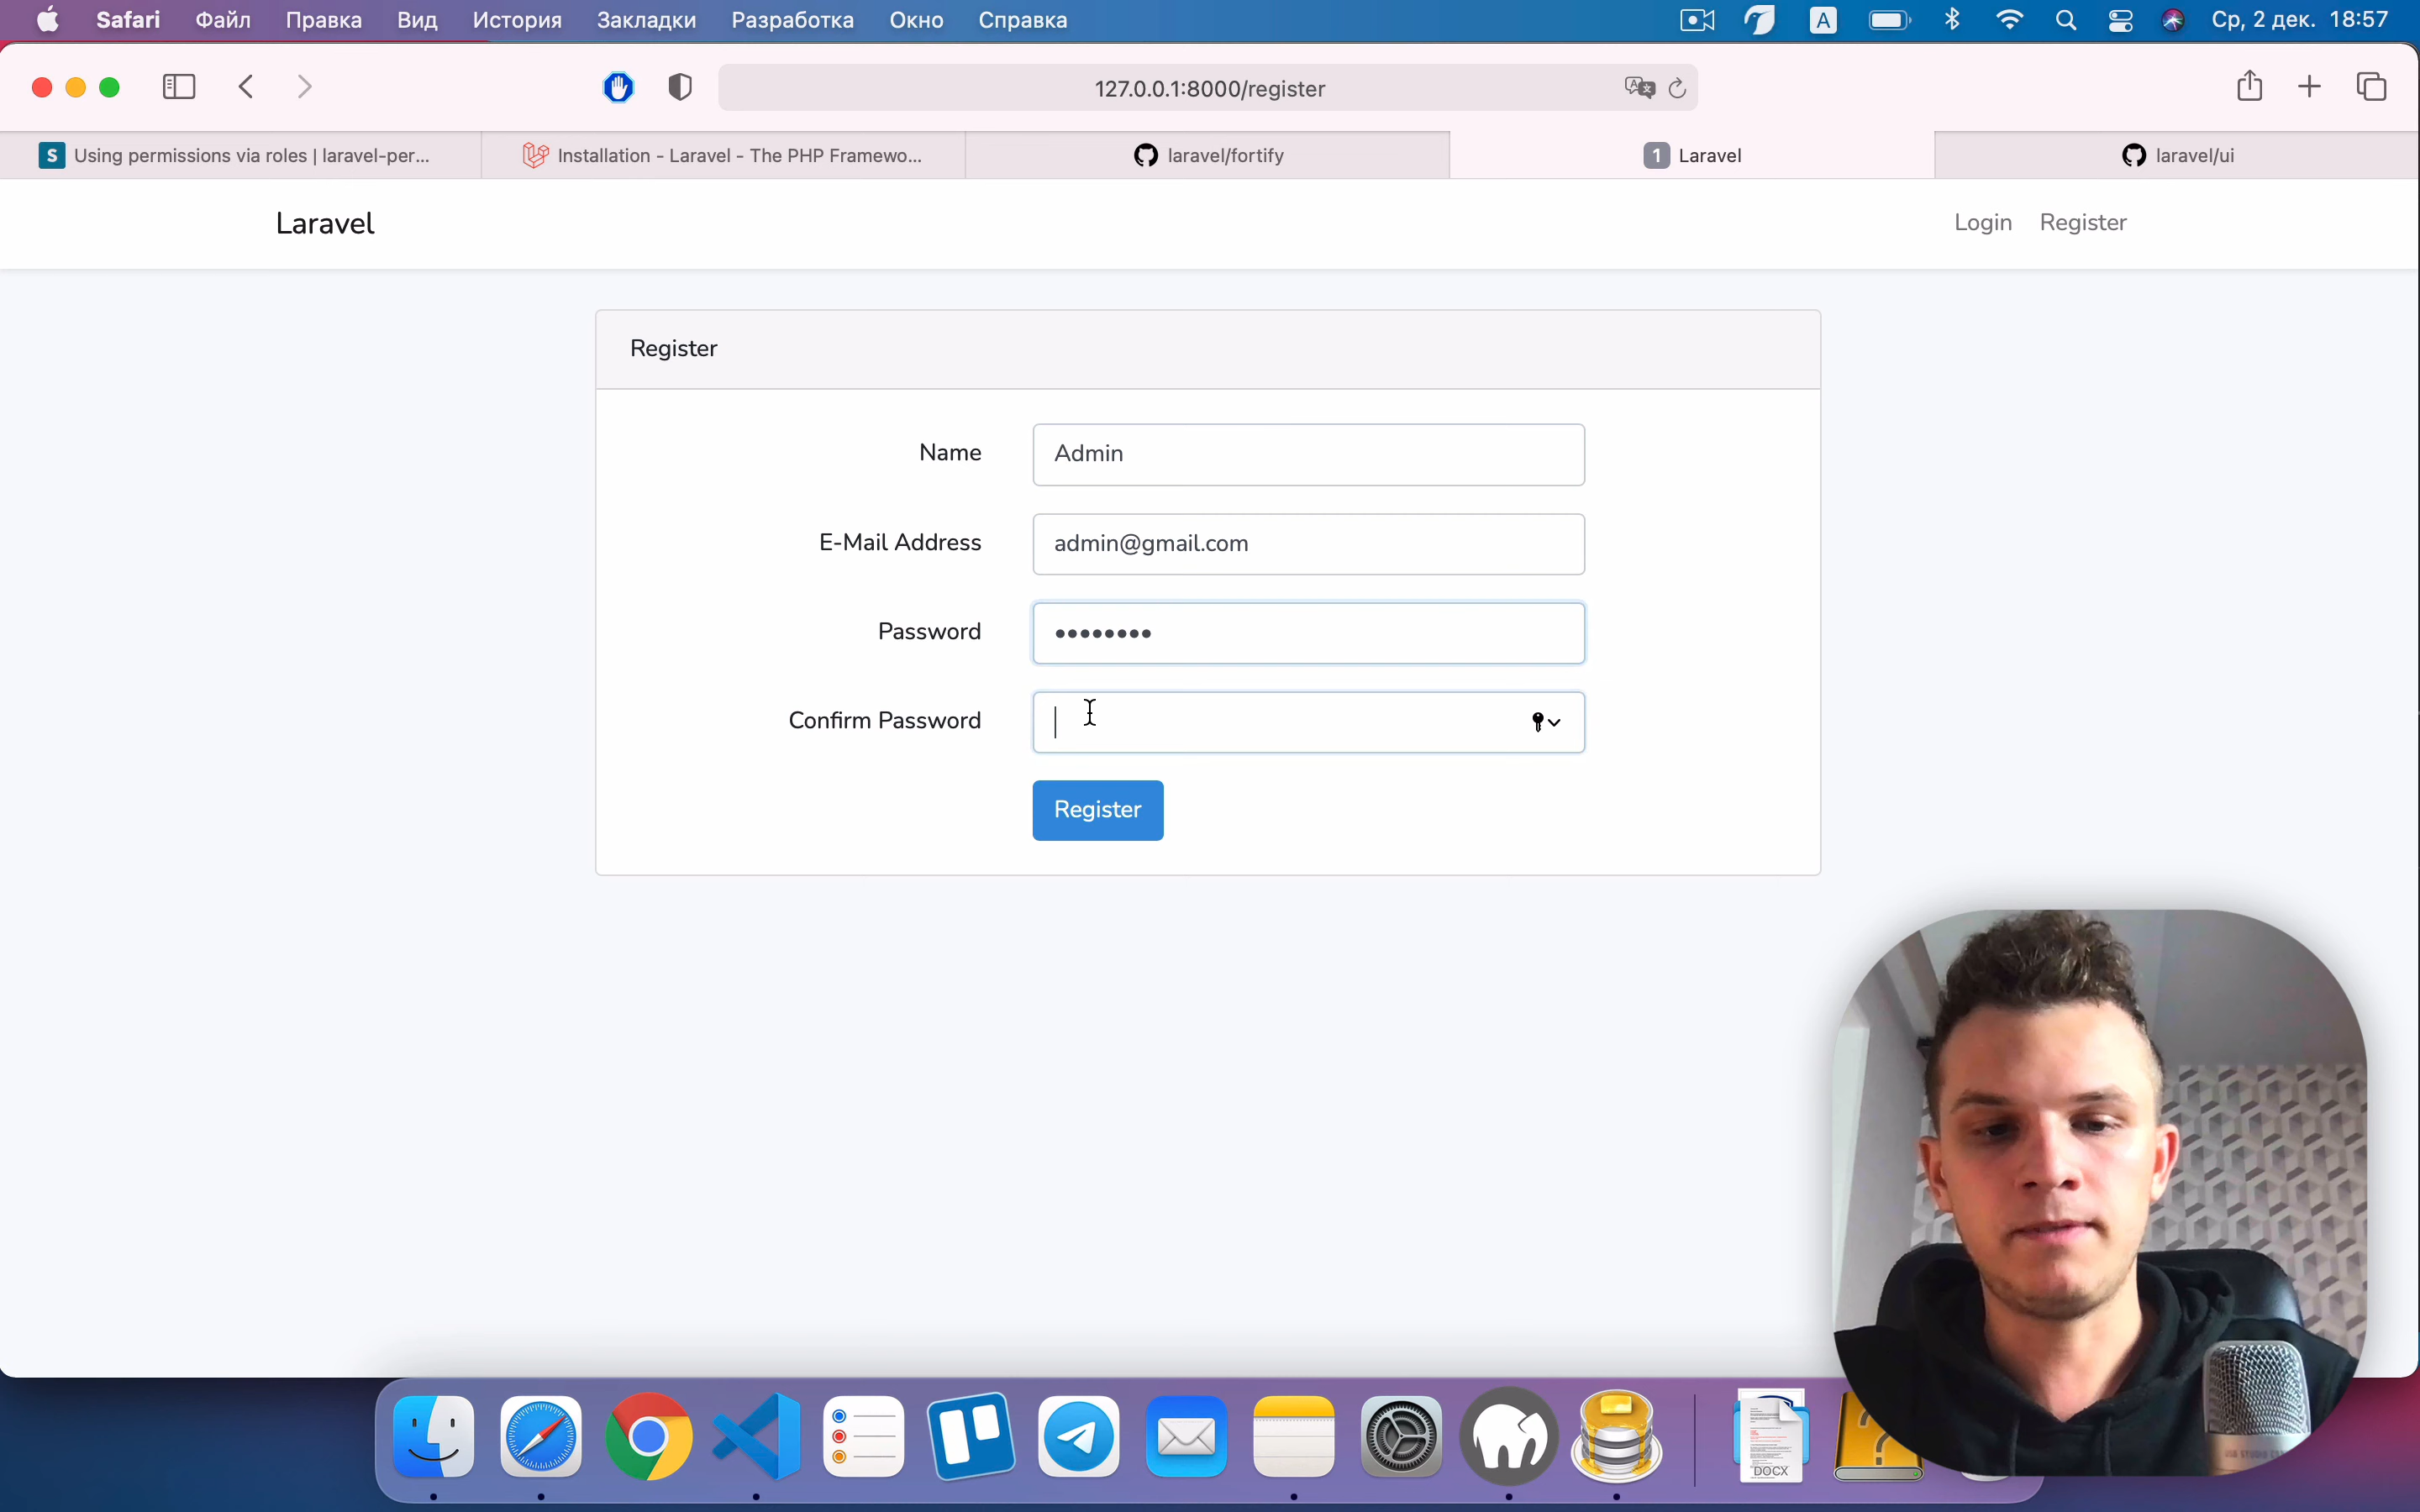 Safari Файл Правка Вид История Закладки Разработка Окно Справка A Ср, 2 дек. 18:57
127.0.0.1:8000/register
S Using permissions via roles | laravel-per... Installation - Laravel - The PHP Framewo... laravel/fortify 1 Laravel laravel/ui
Laravel Login Register
Register
Name Admin
E-Mail Address admin@gmail.com
Password ••••••••
Confirm Password
Register
DOCX